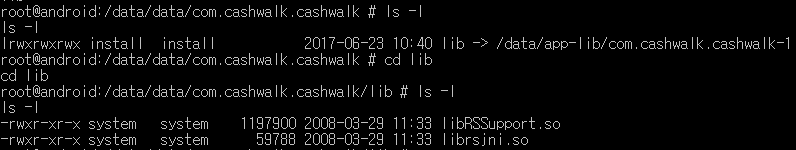 root@android:/data/data/com.cashwalk.cashwalk # ls -l
ls -l
lrwxrwxrwx install install 2017-06-23 10:40 lib -> /data/app-lib/com.cashwalk.cashwalk-1
root@android:/data/data/com.cashwalk.cashwalk # cd lib
cd lib
root@android:/data/data/com.cashwalk.cashwalk/lib # ls -l
ls -l
-rwxr-xr-x system system 1197900 2008-03-29 11:33 libRSSupport.so
-rwxr-xr-x system system 59788 2008-03-29 11:33 librsjni.so